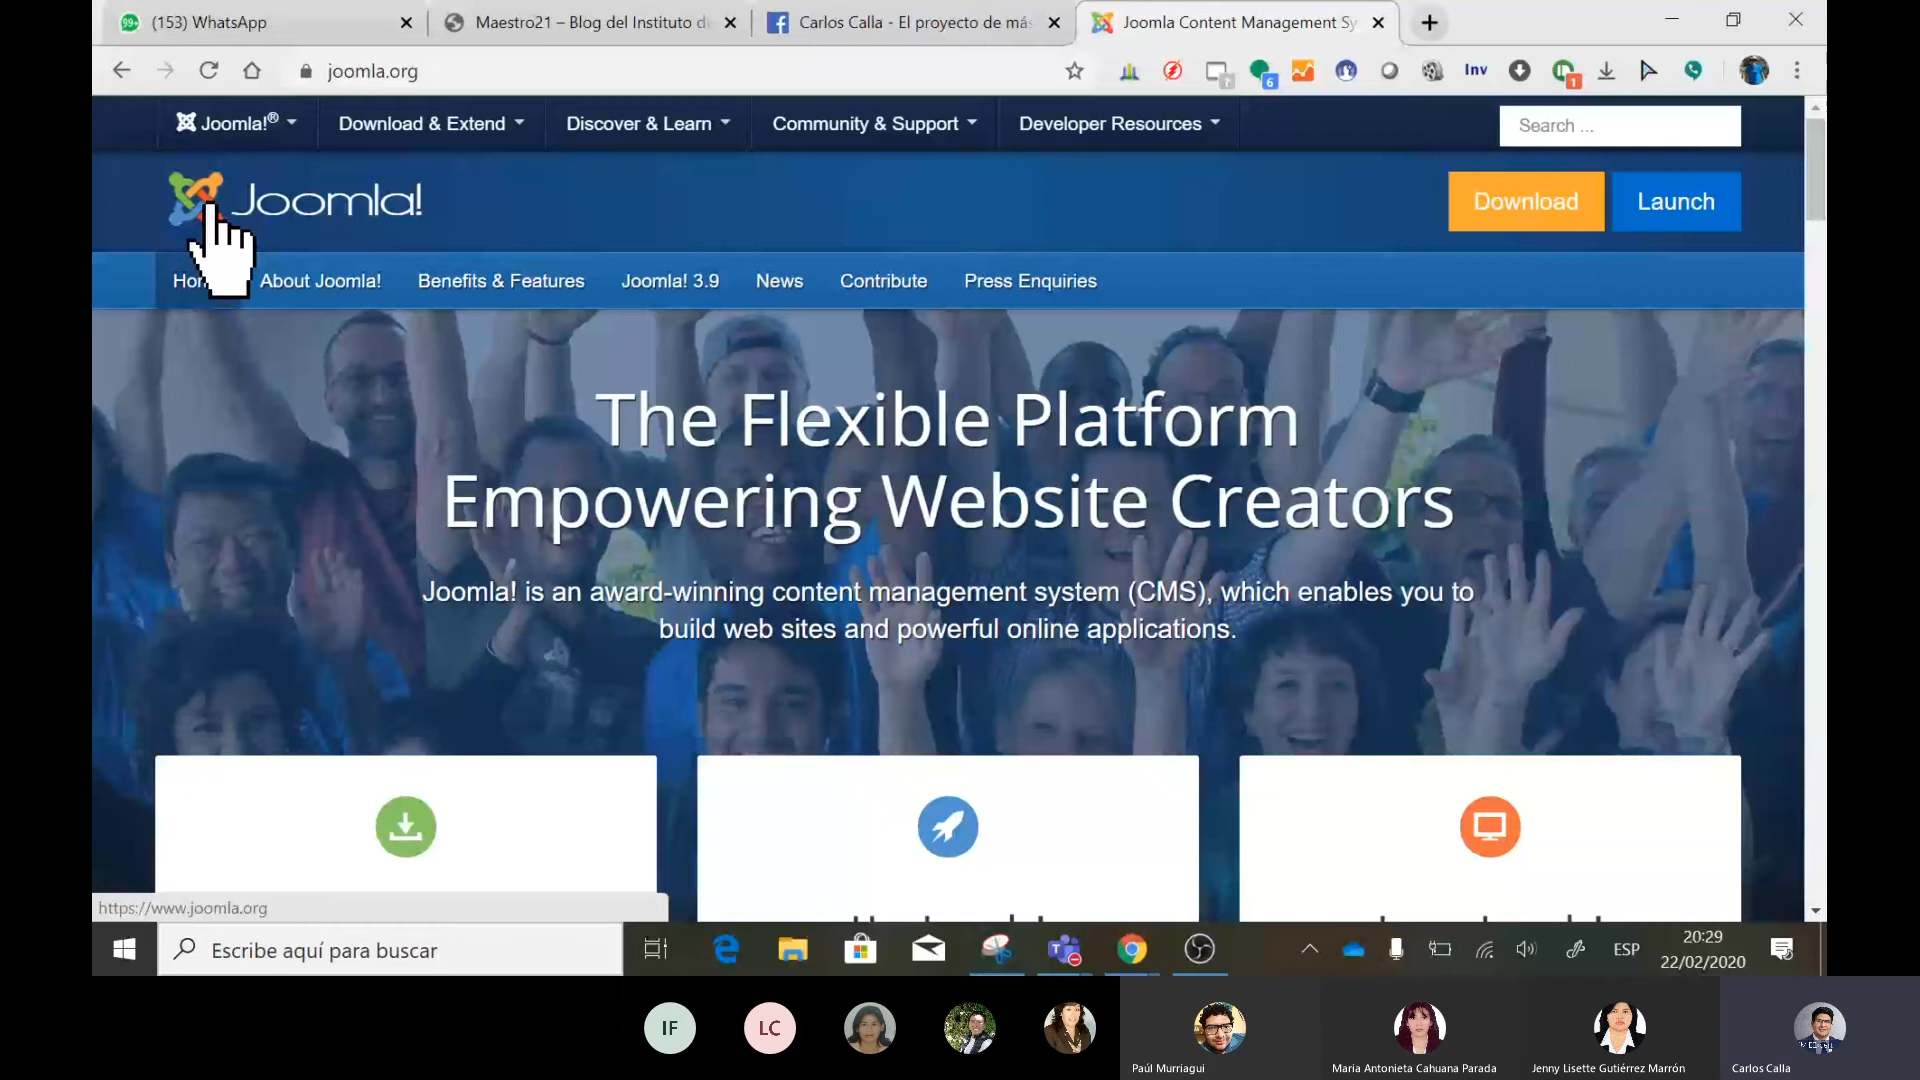 (153) WhatsApp
Maestro21 – Blog del Instituto d
Carlos Calla - El proyecto de más
Joomla Content Management Sy
joomla.org
Inv
6
1
Joomla!®
Download & Extend
Discover & Learn
Community & Support
Developer Resources
Search ...
Joomla!
Download
Launch
About Joomla!
Benefits & Features
Joomla! 3.9
News
Contribute
Press Enquiries
The Flexible Platform
Empowering Website Creators
Joomla! is an award-winning content management system (CMS), which enables you to
build web sites and powerful online applications.
https://www.joomla.org
Escribe aquí para buscar
ESP
20:29
22/02/2020
IF
LC
Paúl Murriagui
Maria Antonieta Cahuana Parada
Jenny Lisette Gutiérrez Marrón
Carlos Calla